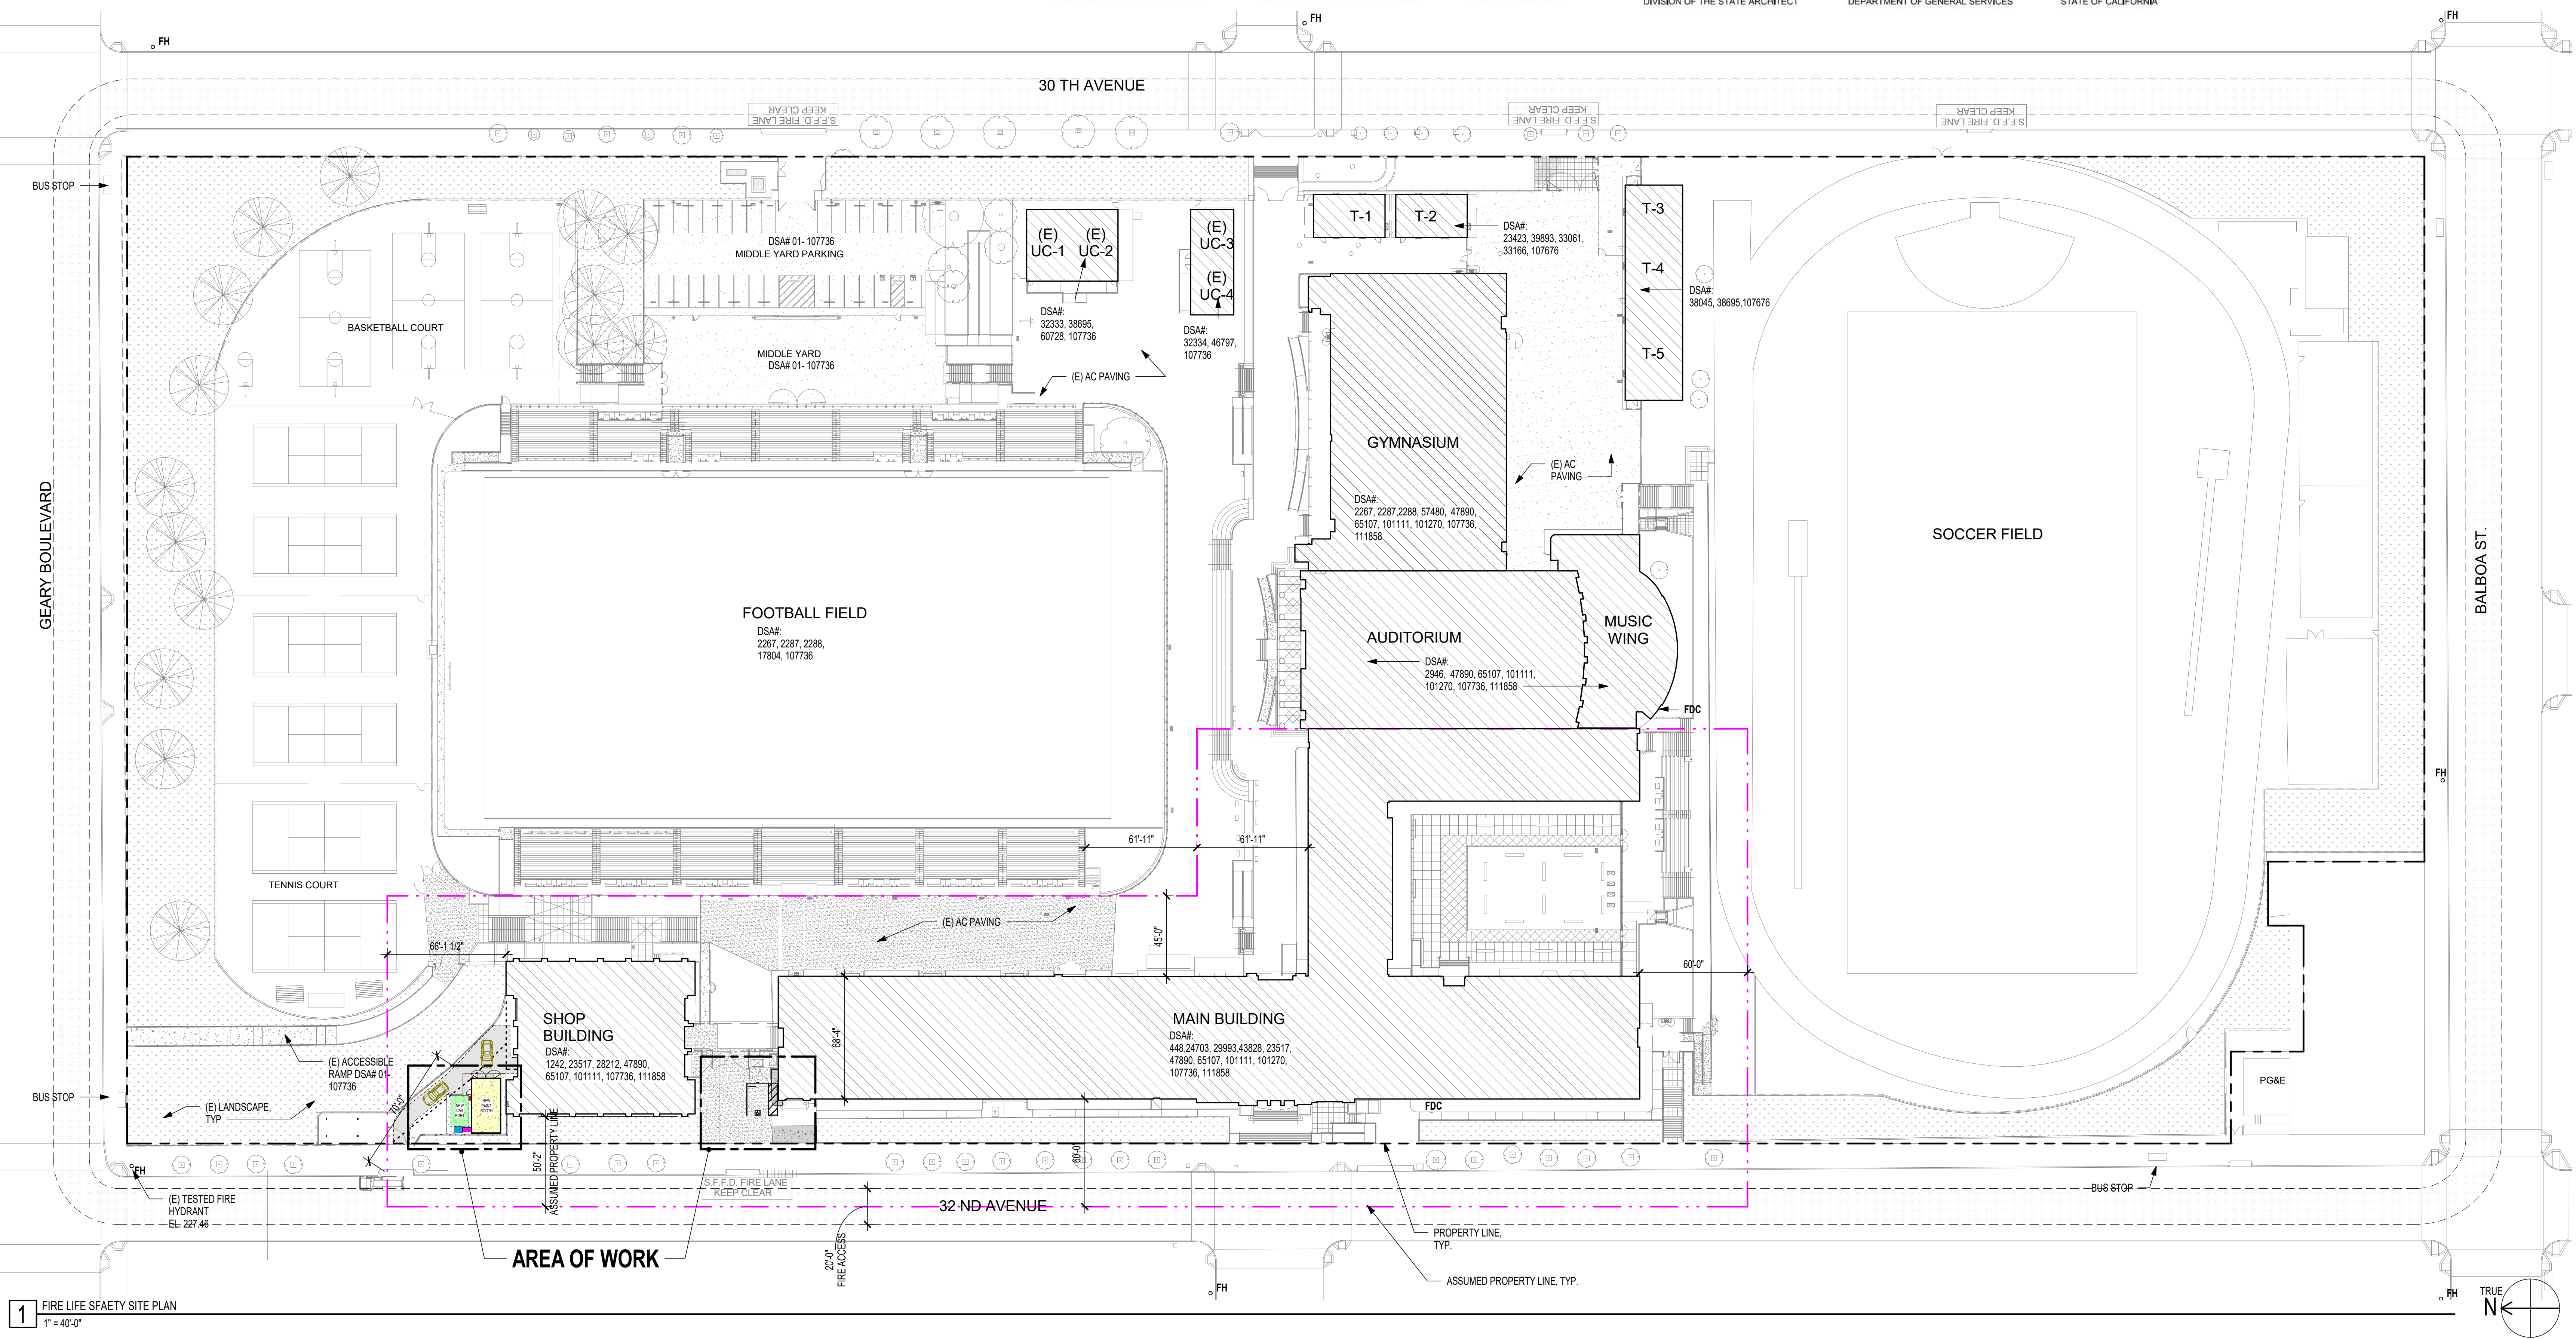 DIVISION OF THE STATE ARCHITECT
DEPARTMENT OF GENERAL SERVICES
STATE OF CALIFORNIA
FH
FH
FH
30 TH AVENUE
S.F.F.D. FIRE LANE
KEEP CLEAR
S.F.F.D. FIRE LANE
KEEP CLEAR
S.F.F.D. FIRE LANE
KEEP CLEAR
BUS STOP
DSA# 01- 107736
MIDDLE YARD PARKING
(E)
UC-1
(E)
UC-2
(E)
UC-3
(E)
UC-4
T-1
T-2
T-3
T-4
T-5
DSA#:
23423, 39893, 33061,
33166, 107676
DSA#:
38045, 38695,107676
DSA#:
32333, 38695,
60728, 107736
DSA#:
32334, 46797,
107736
BASKETBALL COURT
MIDDLE YARD
DSA# 01- 107736
(E) AC PAVING
GYMNASIUM
DSA#:
2267, 2287,2288, 57480, 47890,
65107, 101111, 101270, 107736,
111858
(E) AC
PAVING
GEARY BOULEVARD
BALBOA ST.
SOCCER FIELD
FOOTBALL FIELD
DSA#:
2267, 2287, 2288,
17804, 107736
AUDITORIUM
DSA#:
2946, 47890, 65107, 101111,
101270, 107736, 111858
MUSIC
WING
FDC
FH
61'-11"
61'-11"
TENNIS COURT
(E) AC PAVING
66'-1 1/2"
45'-0"
60'-0"
SHOP
BUILDING
DSA#:
1242, 23517, 28212, 47890,
65107, 101111, 107736, 111858
68'-4"
MAIN BUILDING
DSA#:
448,24703, 29993,43828, 23517,
47890, 65107, 101111, 101270,
107736, 111858
(E) ACCESSIBLE
RAMP DSA# 01-
107736
70'-0"
NEW
CAR
PORT
NEW
PAINT
BOOTH
PG&E
BUS STOP
(E) LANDSCAPE,
TYP
FDC
50'-2"
ASSUMED PROPERTY LINE
60'-0"
FH
(E) TESTED FIRE
HYDRANT
EL. 227.46
S.F.F.D. FIRE LANE
KEEP CLEAR
32 ND AVENUE
BUS STOP
AREA OF WORK
20'-0"
FIRE ACCESS
PROPERTY LINE,
TYP.
ASSUMED PROPERTY LINE, TYP.
FH
FH
TRUE
N
1
FIRE LIFE SFAETY SITE PLAN
1" = 40'-0"